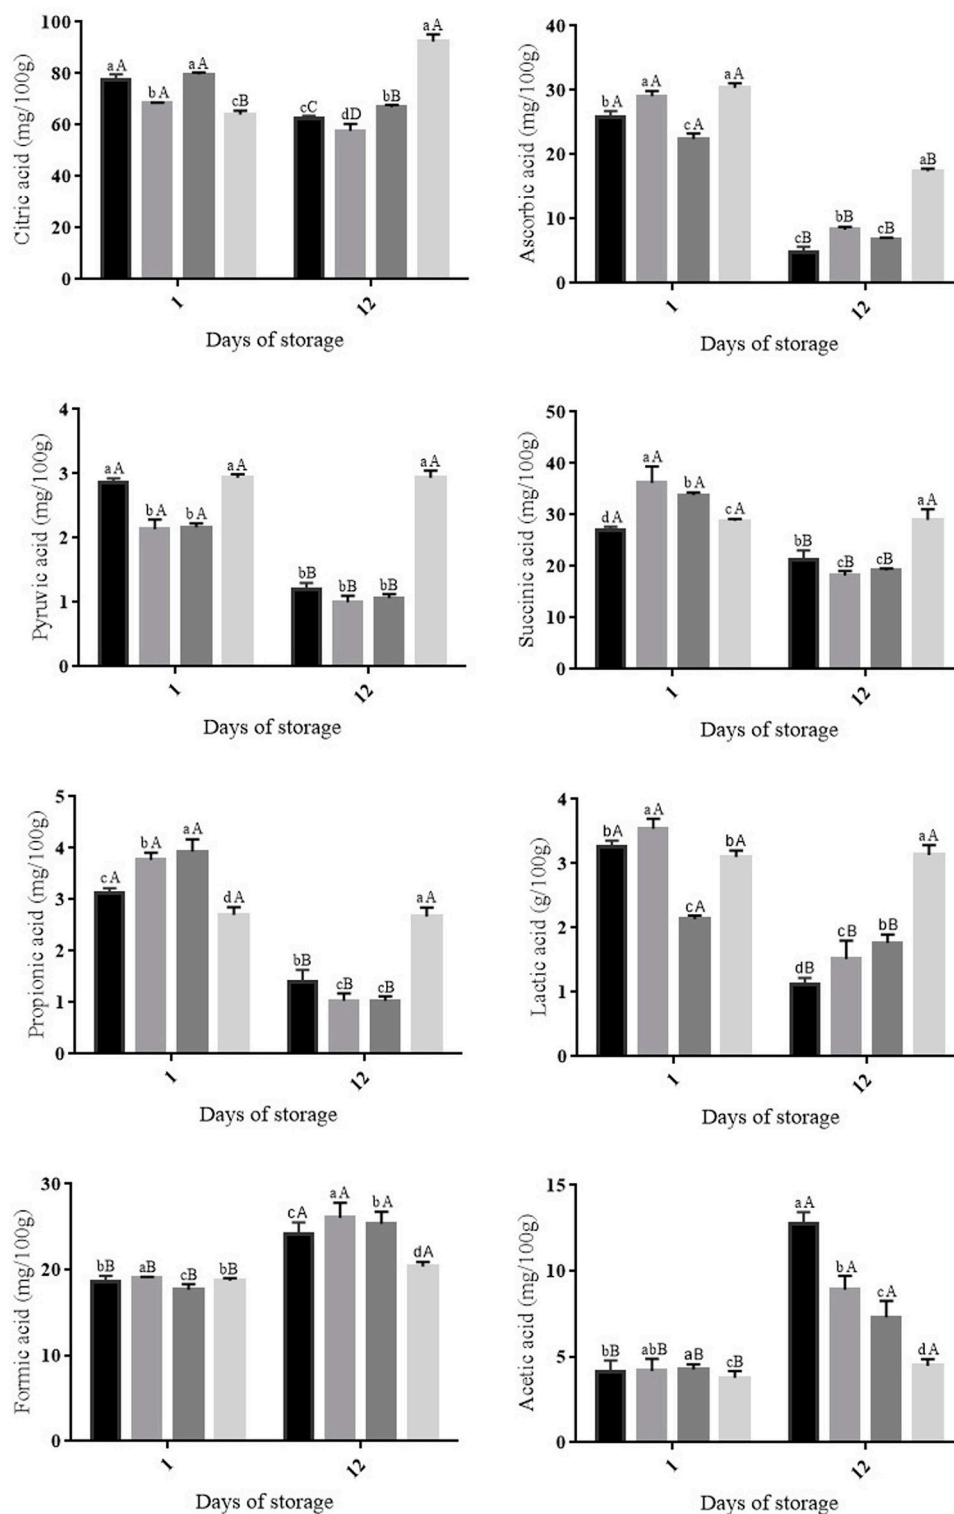 Citric acid (mg/100g)
100
80
60
40
20
0
aA
bA
aA
cB
cC
dD
bB
aA
1
12
Days of storage
Ascorbic acid (mg/100g)
40
30
20
10
0
bA
aA
cA
aA
cB
bB
cB
aB
1
12
Days of storage
Pyruvic acid (mg/100g)
4
3
2
1
0
aA
bA
bA
aA
bB
bB
bB
aA
1
12
Days of storage
Succinic acid (mg/100g)
50
40
30
20
10
0
dA
aA
bA
cA
bB
cB
cB
aA
1
12
Days of storage
Propionic acid (mg/100g)
5
4
3
2
1
0
cA
bA
aA
dA
bB
cB
cB
aA
1
12
Days of storage
Lactic acid (g/100g)
4
3
2
1
0
bA
aA
cA
bA
dB
cB
bB
aA
1
12
Days of storage
Formic acid (mg/100g)
30
20
10
0
bB
aB
cB
bB
cA
aA
bA
dA
1
12
Days of storage
Acetic acid (mg/100g)
15
10
5
0
bB
abB
aB
cB
aA
bA
cA
dA
1
12
Days of storage